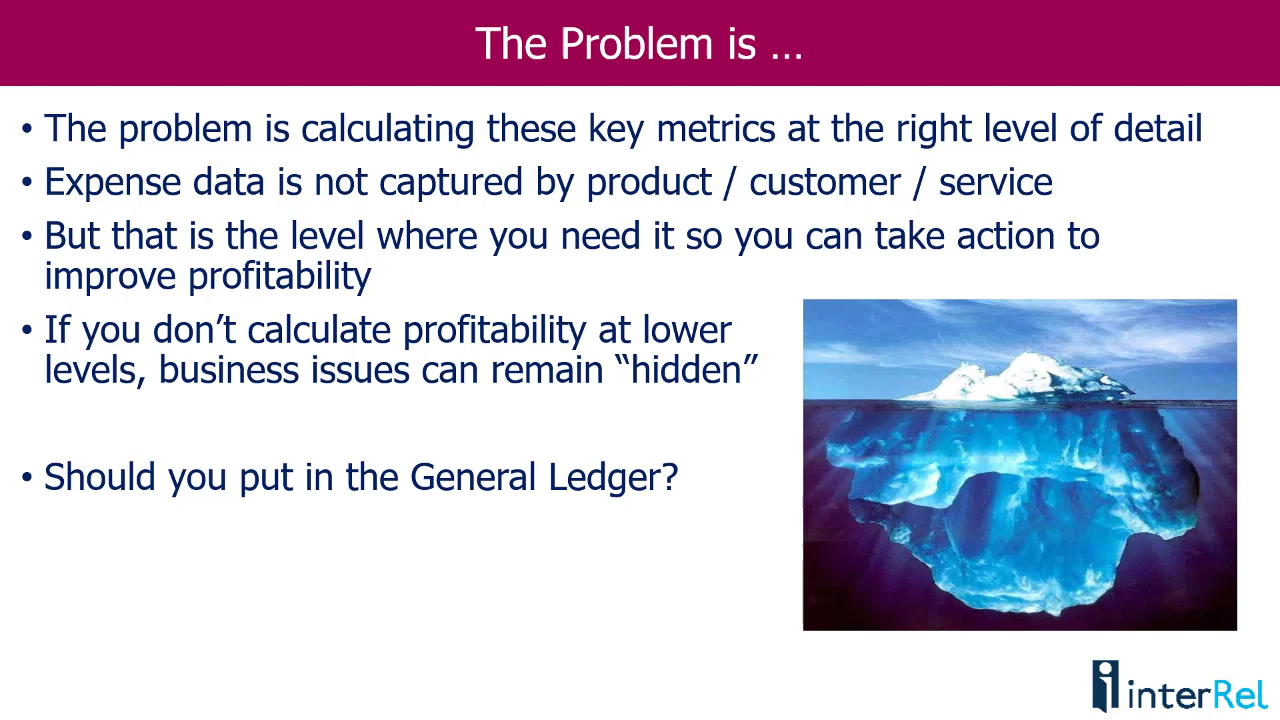 The Problem is …
• The problem is calculating these key metrics at the right level of detail
• Expense data is not captured by product / customer / service
• But that is the level where you need it so you can take action to
improve profitability
• If you don’t calculate profitability at lower
levels, business issues can remain “hidden”
• Should you put in the General Ledger?
interRel